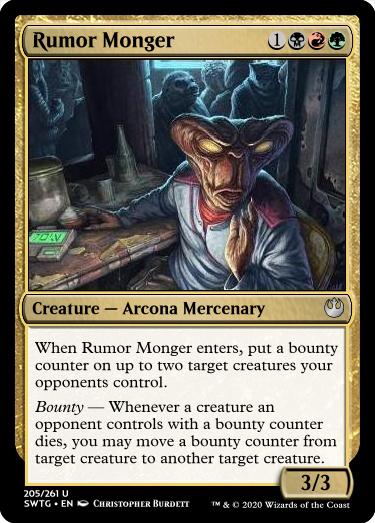 Rumor Monger 1
Creature — Arcona Mercenary
When Rumor Monger enters, put a bounty
counter on up to two target creatures your
opponents control.
Bounty — Whenever a creature an
opponent controls with a bounty counter
dies, you may move a bounty counter from
target creature to another target creature.
3/3
205/261 U
SWTG • EN Christopher Burdett
™ & © 2020 Wizards of the Coast